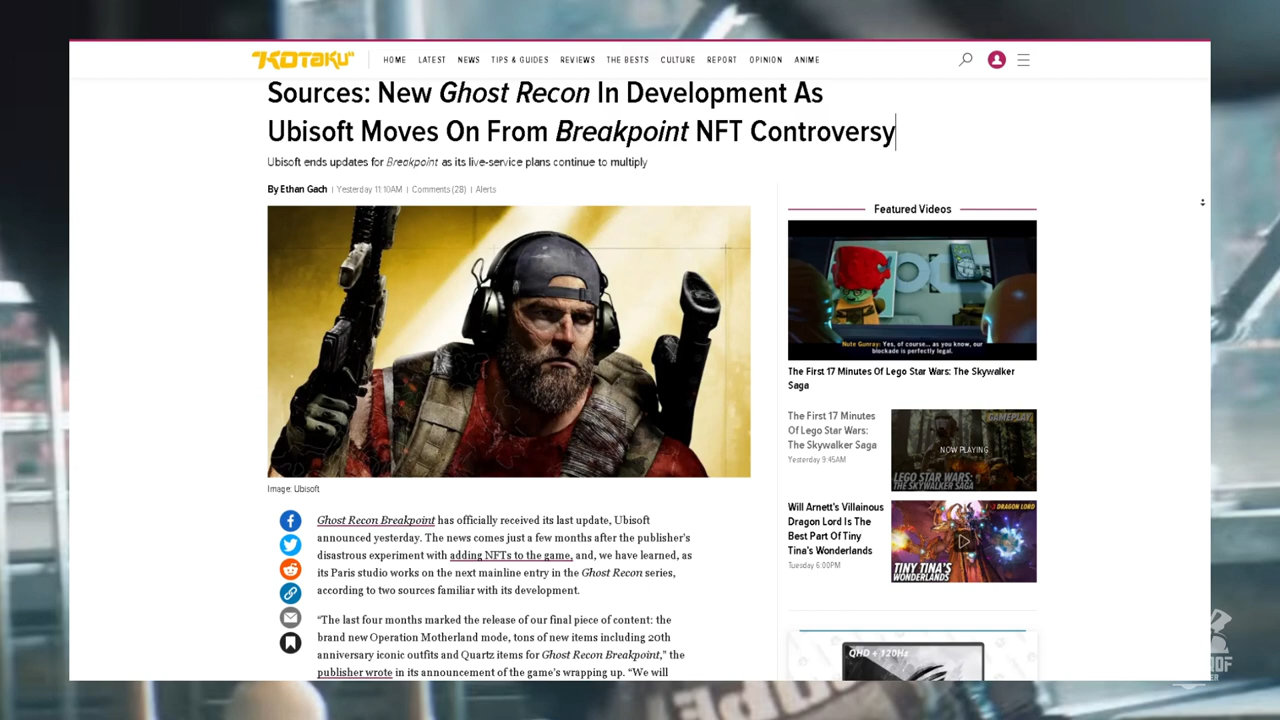 KOTAKU
HOME LATEST NEWS TIPS & GUIDES REVIEWS THE BESTS CULTURE REPORT OPINION ANIME
Sources: New Ghost Recon In Development As
Ubisoft Moves On From Breakpoint NFT Controversy
Ubisoft ends updates for Breakpoint as its live-service plans continue to multiply
By Ethan Gach | Yesterday 11:10AM | Comments (28) | Alerts
Image: Ubisoft
Ghost Recon Breakpoint has officially received its last update, Ubisoft
announced yesterday. The news comes just a few months after the publisher's
disastrous experiment with adding NFTs to the game, and, we have learned, as
its Paris studio works on the next mainline entry in the Ghost Recon series,
according to two sources familiar with its development.
“The last four months marked the release of our final piece of content: the
brand new Operation Motherland mode, tons of new items including 20th
anniversary iconic outfits and Quartz items for Ghost Recon Breakpoint,” the
publisher wrote in its announcement of the game's wrapping up. “We will
Featured Videos
Nute Gunray: Yes, of course... as you know, our
blockade is perfectly legal.
The First 17 Minutes Of Lego Star Wars: The Skywalker
Saga
The First 17 Minutes
Of Lego Star Wars:
The Skywalker Saga
Yesterday 9:45AM
GAMEPLAY
NOW PLAYING
LEGO STAR WARS:
THE SKYWALKER SAGA
Will Arnett's Villainous
Dragon Lord Is The
Best Part Of Tiny
Tina's Wonderlands
Tuesday 6:00PM
DRAGON LORD
TINY TINA'S
WONDERLANDS
QHD + 120Hz